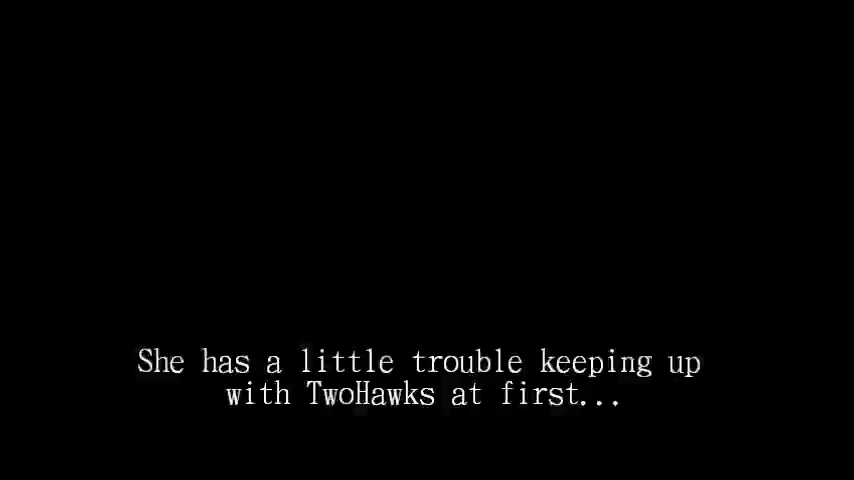 She has a little trouble keeping up
with TwoHawks at first...